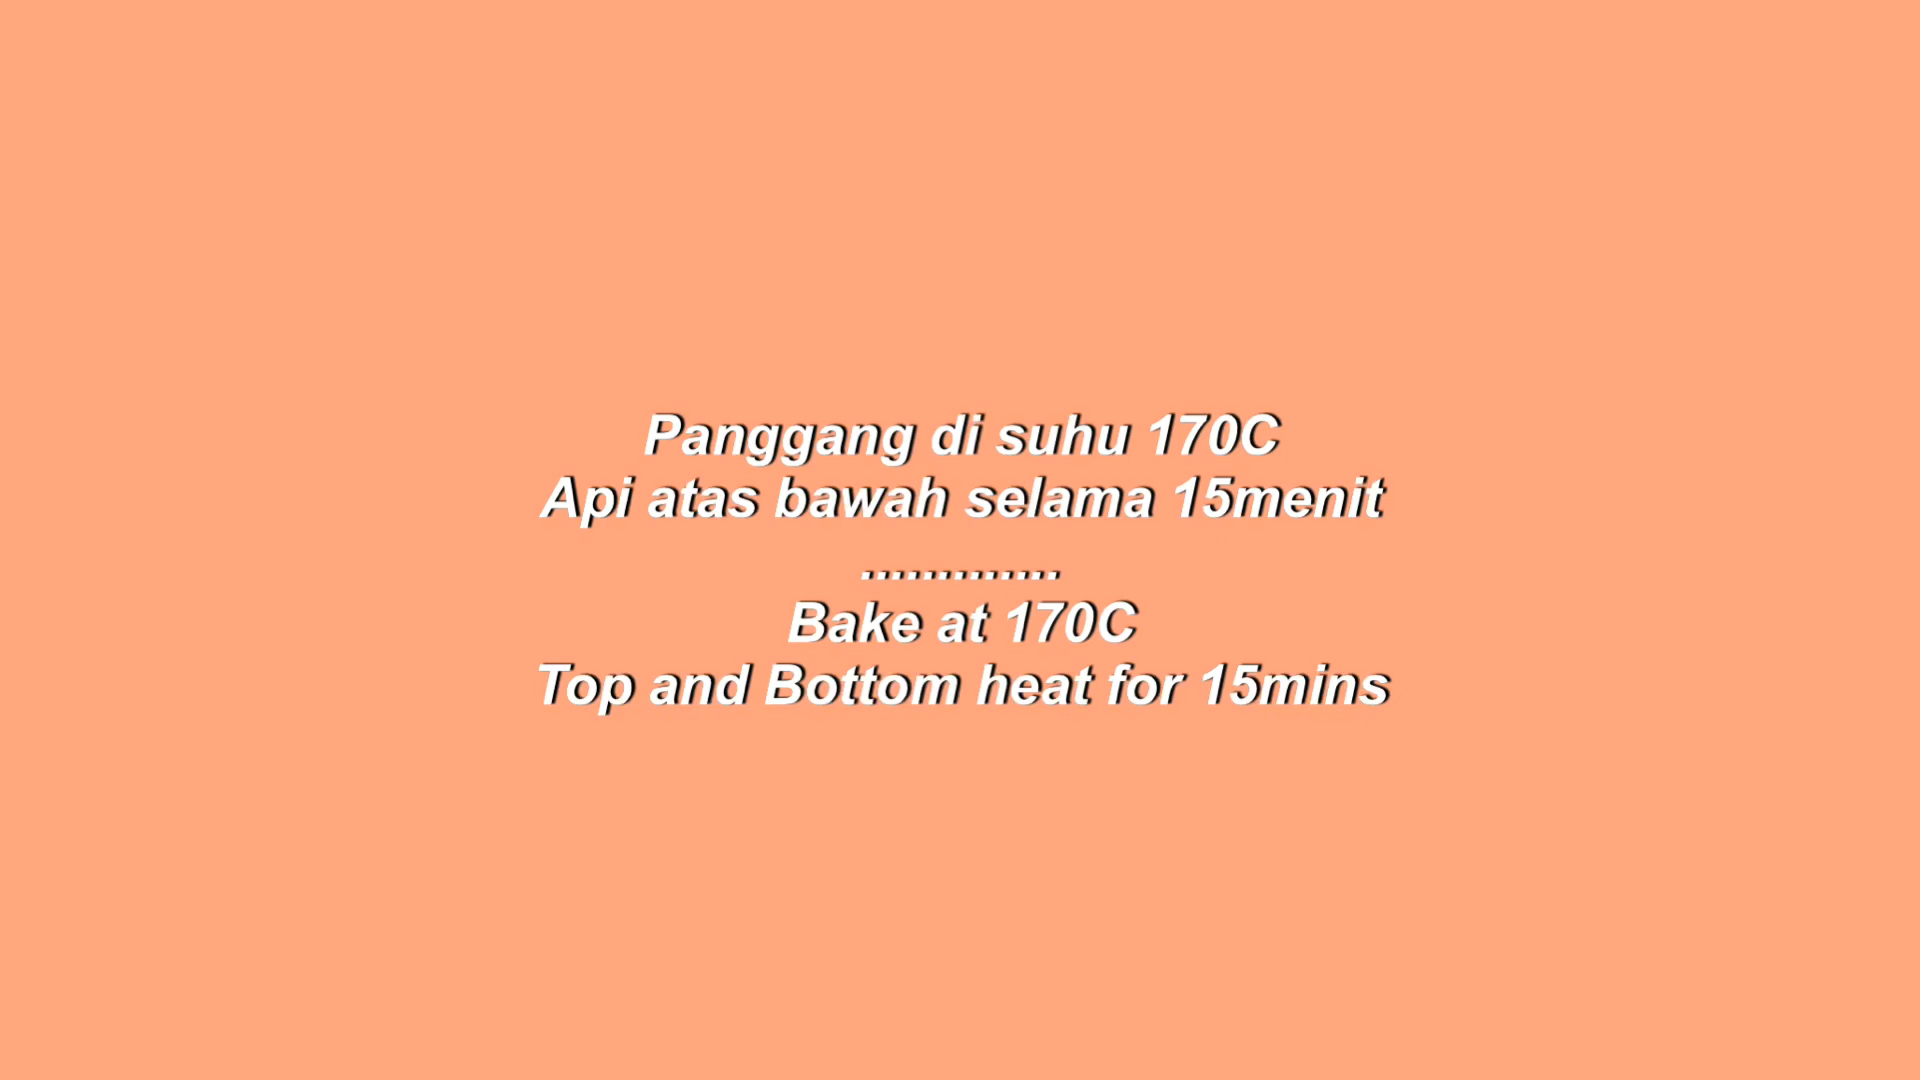 Panggang di suhu 170C
Api atas bawah selama 15menit
.............
Bake at 170C
Top and Bottom heat for 15mins